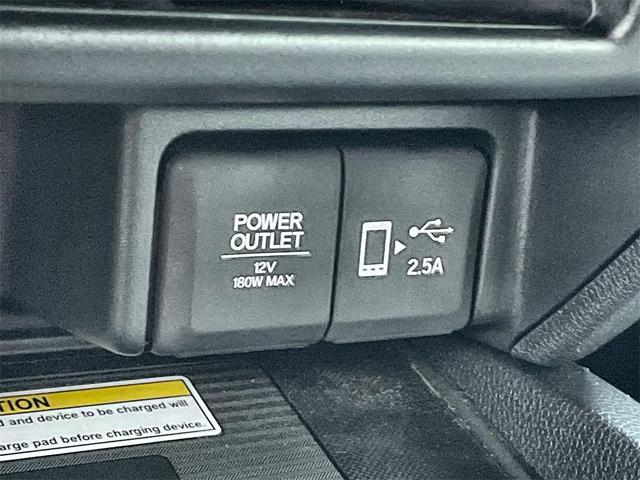 POWER
OUTLET
12V
180W MAX
2.5A
TION
d and device to be charged will
arge pad before charging device.